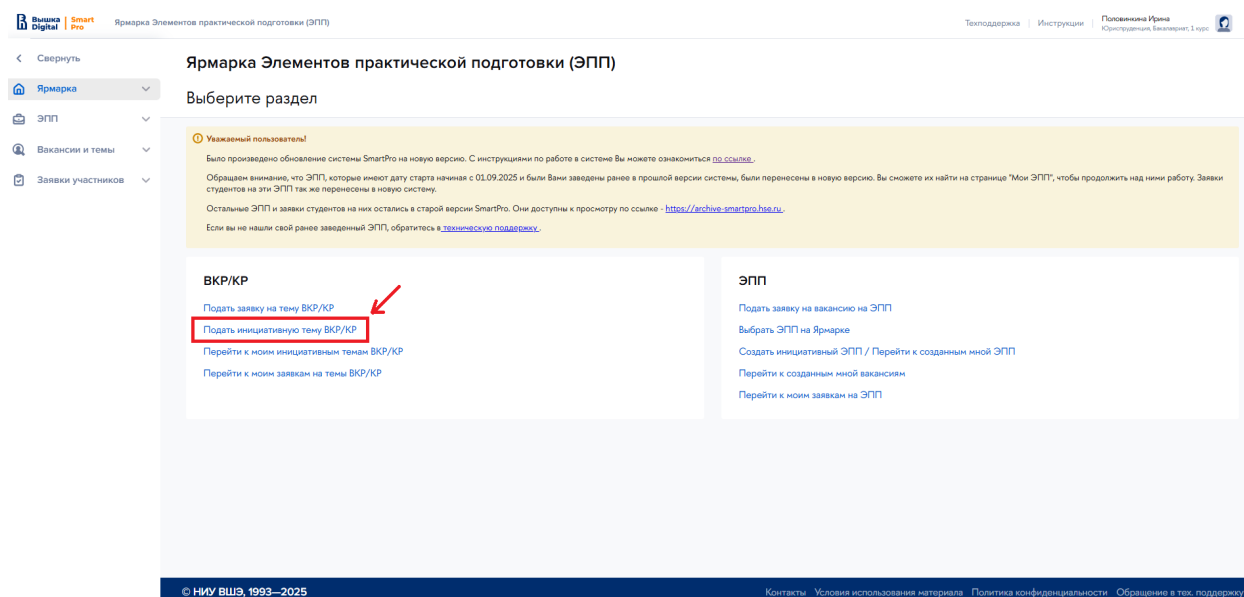 Вышка Digital
Smart Pro
Ярмарка Элементов практической подготовки (ЭПП)
Техподдержка
Инструкции
Половинкина Ирина
Юриспруденция, Бакалавриат, 1 курс
Свернуть
Ярмарка
ЭПП
Вакансии и темы
Заявки участников
Ярмарка Элементов практической подготовки (ЭПП)
Выберите раздел
Уважаемый пользователь!
Было произведено обновление системы SmartPro на новую версию. С инструкциями по работе в системе Вы можете ознакомиться по ссылке .
Обращаем внимание, что ЭПП, которые имеют дату старта начиная с 01.09.2025 и были Вами заведены ранее в прошлой версии системы, были перенесены в новую версию. Вы сможете их найти на странице "Мои ЭПП", чтобы продолжить над ними работу. Заявки
студентов на эти ЭПП так же перенесены в новую систему.
Остальные ЭПП и заявки студентов на них остались в старой версии SmartPro. Они доступны к просмотру по ссылке - https://archive-smartpro.hse.ru .
Если вы не нашли свой ранее заведенный ЭПП, обратитесь в техническую поддержку .
ВКР/КР
Подать заявку на тему ВКР/КР
Подать инициативную тему ВКР/КР
Перейти к моим инициативным темам ВКР/КР
Перейти к моим заявкам на темы ВКР/КР
ЭПП
Подать заявку на вакансию на ЭПП
Выбрать ЭПП на Ярмарке
Создать инициативный ЭПП / Перейти к созданным мной ЭПП
Перейти к созданным мной вакансиям
Перейти к моим заявкам на ЭПП
© НИУ ВШЭ, 1993—2025
Контакты
Условия использования материала
Политика конфиденциальности
Обращение в тех. поддержку